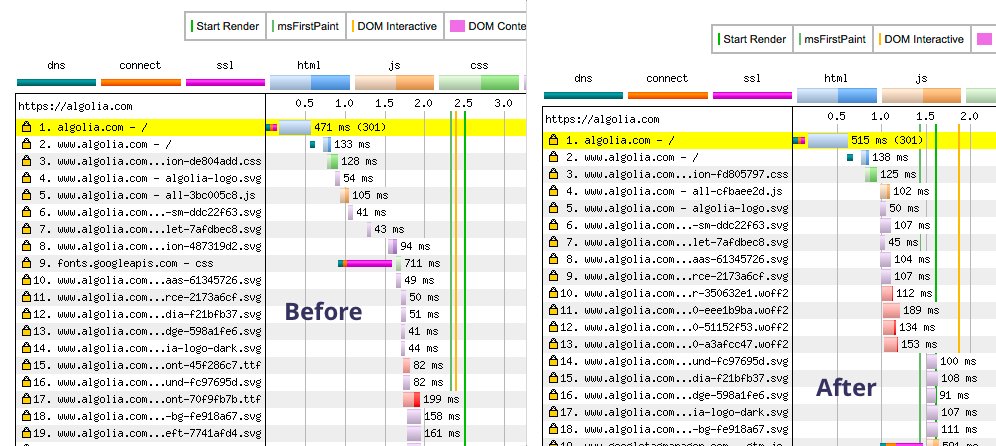 Start Render msFirstPaint DOM Interactive DOM Conte
dns connect ssl html js css
https://algolia.com 0.5 1.0 1.5 2.0 2.5 3.0
1. algolia.com - / 471 ms (301)
2. www.algolia.com - / 133 ms
3. www.algolia.com...ion-de804add.css 128 ms
4. www.algolia.com - algolia-logo.svg 54 ms
5. www.algolia.com - all-3bc005c8.js 105 ms
6. www.algolia.com...-sm-ddc22f63.svg 41 ms
7. www.algolia.com...let-7afdbec8.svg 43 ms
8. www.algolia.com...ion-487319d2.svg 94 ms
9. fonts.googleapis.com - css 711 ms
10. www.algolia.com...aas-61345726.svg 49 ms
11. www.algolia.com...rce-2173a6cf.svg 50 ms
12. www.algolia.com...dia-f21bfb37.svg 51 ms
13. www.algolia.com...dge-598a1fe6.svg 41 ms
14. www.algolia.com...ia-logo-dark.svg 44 ms
15. www.algolia.com...ont-45f286c7.ttf 82 ms
16. www.algolia.com...und-fc97695d.svg 82 ms
17. www.algolia.com...ont-70f9fb7b.ttf 199 ms
18. www.algolia.com...-bg-fe918a67.svg 158 ms
19. www.algolia.com...eft-7741afd4.svg 161 ms
Before
Start Render msFirstPaint DOM Interactive
dns connect ssl html js
https://algolia.com 0.5 1.0 1.5 2.0
1. algolia.com - / 515 ms (301)
2. www.algolia.com - / 138 ms
3. www.algolia.com...ion-fd805797.css 125 ms
4. www.algolia.com - all-cfbaee2d.js 102 ms
5. www.algolia.com - algolia-logo.svg 50 ms
6. www.algolia.com...-sm-ddc22f63.svg 107 ms
7. www.algolia.com...let-7afdbec8.svg 45 ms
8. www.algolia.com...aas-61345726.svg 104 ms
9. www.algolia.com...rce-2173a6cf.svg 107 ms
10. www.algolia.com...r-350632e1.woff2 112 ms
11. www.algolia.com...0-eee1b9ba.woff2 189 ms
12. www.algolia.com...0-51152f53.woff2 134 ms
13. www.algolia.com...0-a3afcc47.woff2 153 ms
14. www.algolia.com...und-fc97695d.svg 100 ms
15. www.algolia.com...dia-f21bfb37.svg 108 ms
16. www.algolia.com...dge-598a1fe6.svg 91 ms
17. www.algolia.com...ia-logo-dark.svg 107 ms
18. www.algolia.com...-bg-fe918a67.svg 111 ms
After